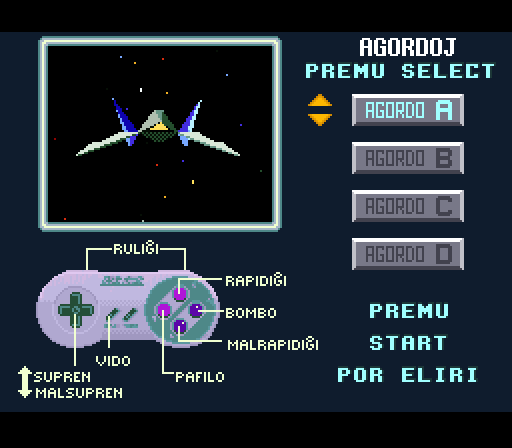 AGORDOJ
PREMU SELECT
AGORDO A
AGORDO B
AGORDO C
AGORDO D
RULIĜI
RAPIDIĜI
BOMBO
MALRAPIDIĜI
VIDO
PAFILO
SUPREN
MALSUPREN
PREMU
START
POR ELIRI